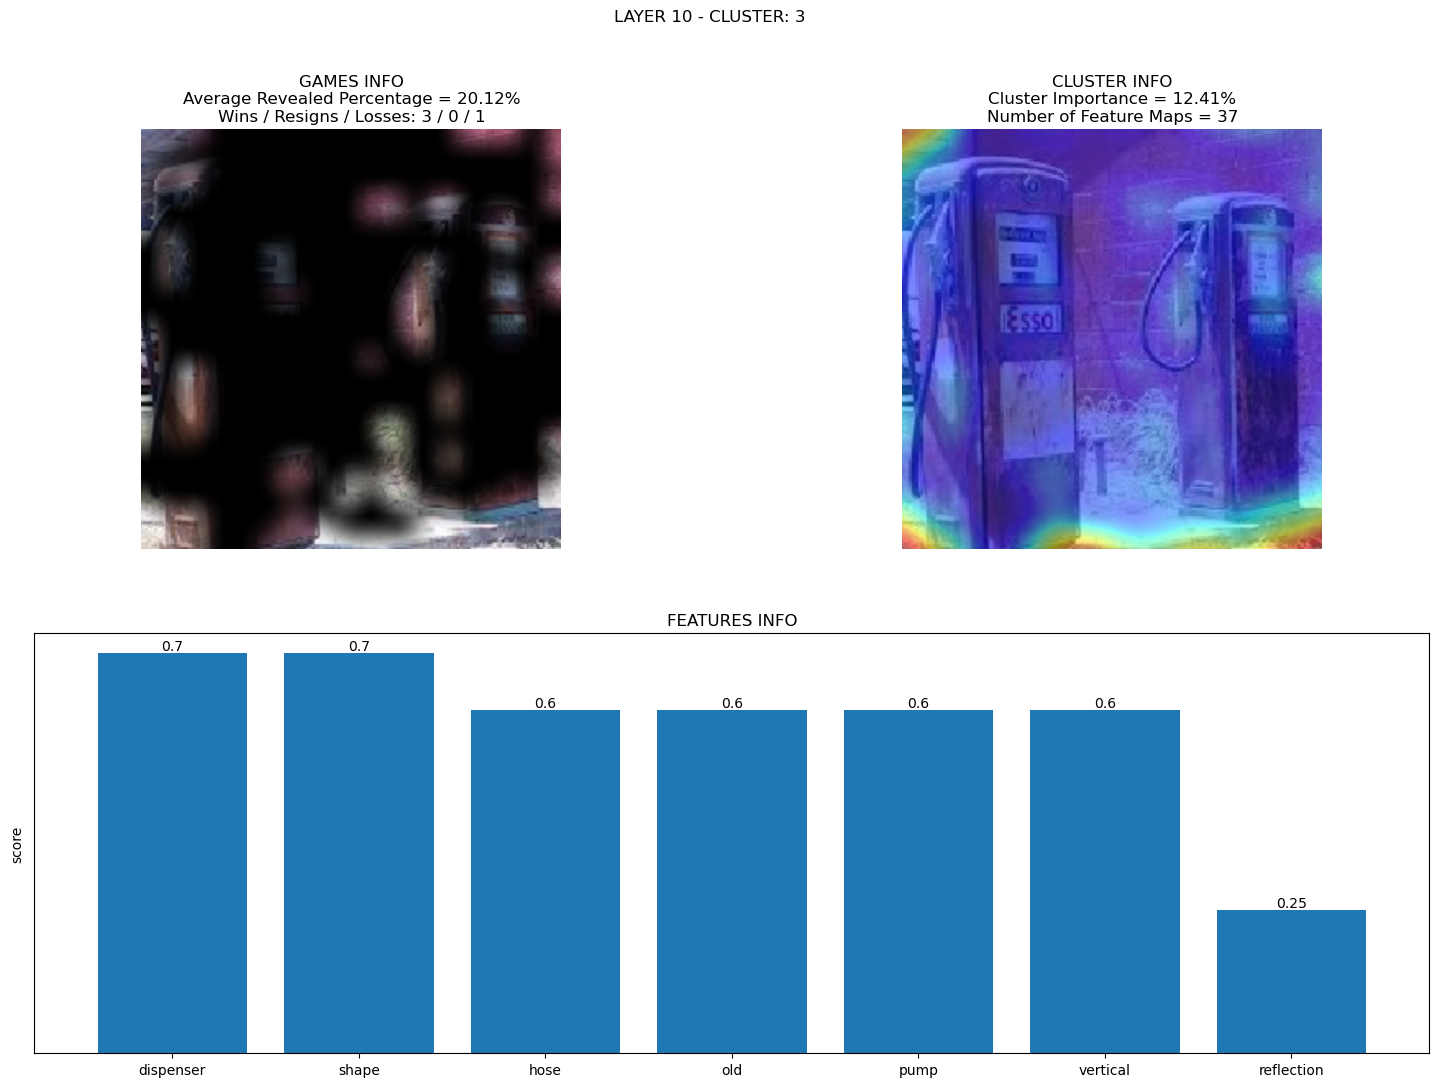 LAYER 10 - CLUSTER: 3
GAMES INFO
Average Revealed Percentage = 20.12%
Wins / Resigns / Losses: 3 / 0 / 1
CLUSTER INFO
Cluster Importance = 12.41%
Number of Feature Maps = 37
ESSO
FEATURES INFO
score
0.7
0.7
0.6
0.6
0.6
0.6
0.25
dispenser
shape
hose
old
pump
vertical
reflection